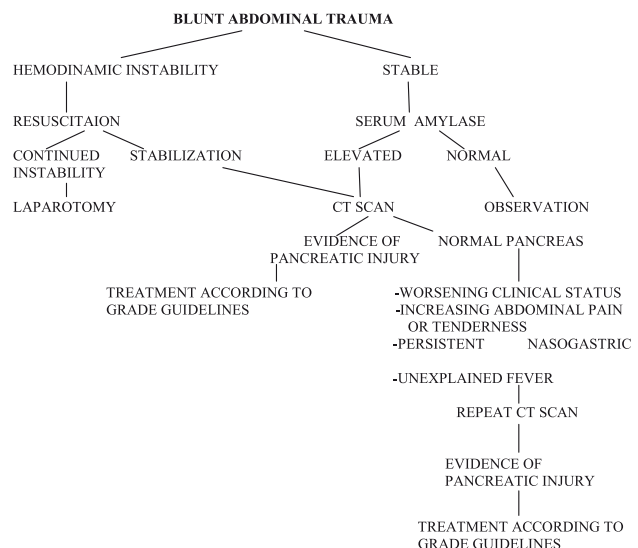 BLUNT ABDOMINAL TRAUMA
HEMODINAMIC INSTABILITY
STABLE
RESUSCITAION
SERUM AMYLASE
CONTINUED
INSTABILITY
STABILIZATION
ELEVATED
NORMAL
LAPAROTOMY
CT SCAN
OBSERVATION
EVIDENCE OF
PANCREATIC INJURY
NORMAL PANCREAS
TREATMENT ACCORDING TO
GRADE GUIDELINES
-WORSENING CLINICAL STATUS
-INCREASING ABDOMINAL PAIN
OR TENDERNESS
-PERSISTENT NASOGASTRIC
-UNEXPLAINED FEVER
REPEAT CT SCAN
EVIDENCE OF
PANCREATIC INJURY
TREATMENT ACCORDING TO
GRADE GUIDELINES